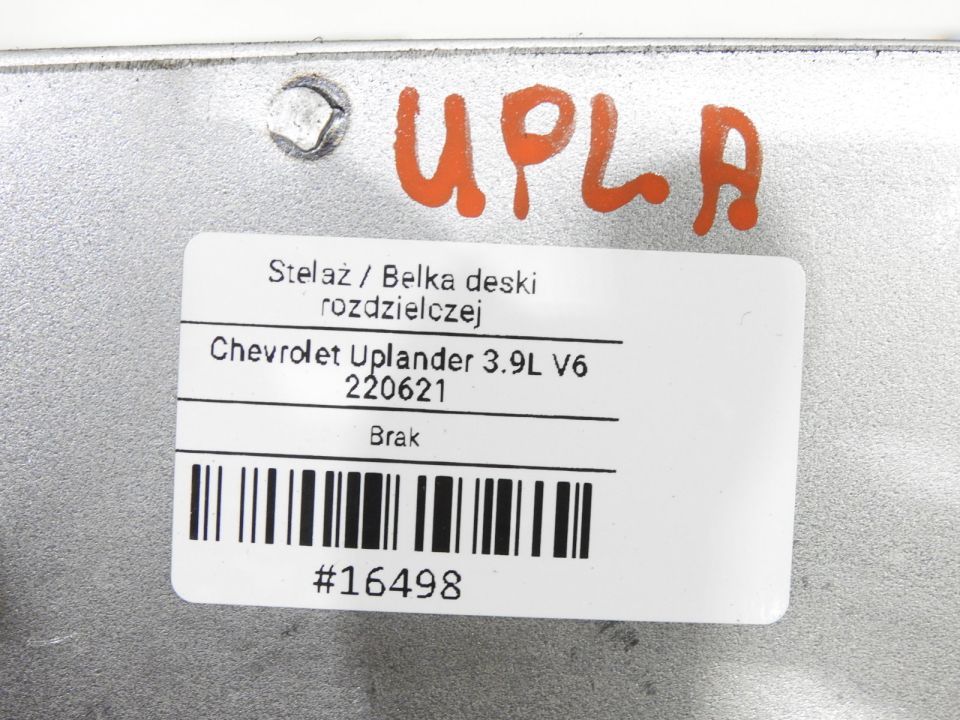 UPLA
Stelaż / Belka deski
rozdzielczej
Chevrolet Uplander 3.9L V6
220621
Brak
#16498